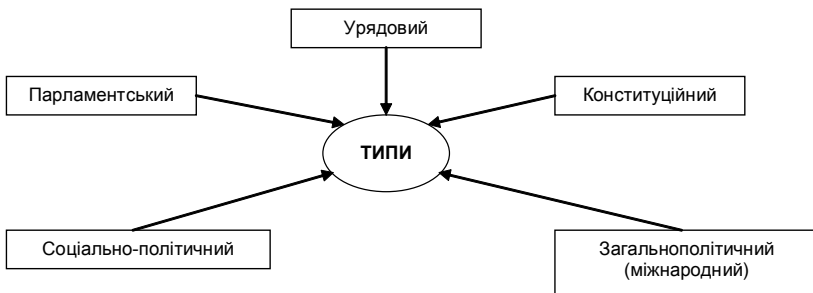 Урядовий
Парламентський
Конституційний
ТИПИ
Соціально-політичний
Загальнополітичний
(міжнародний)